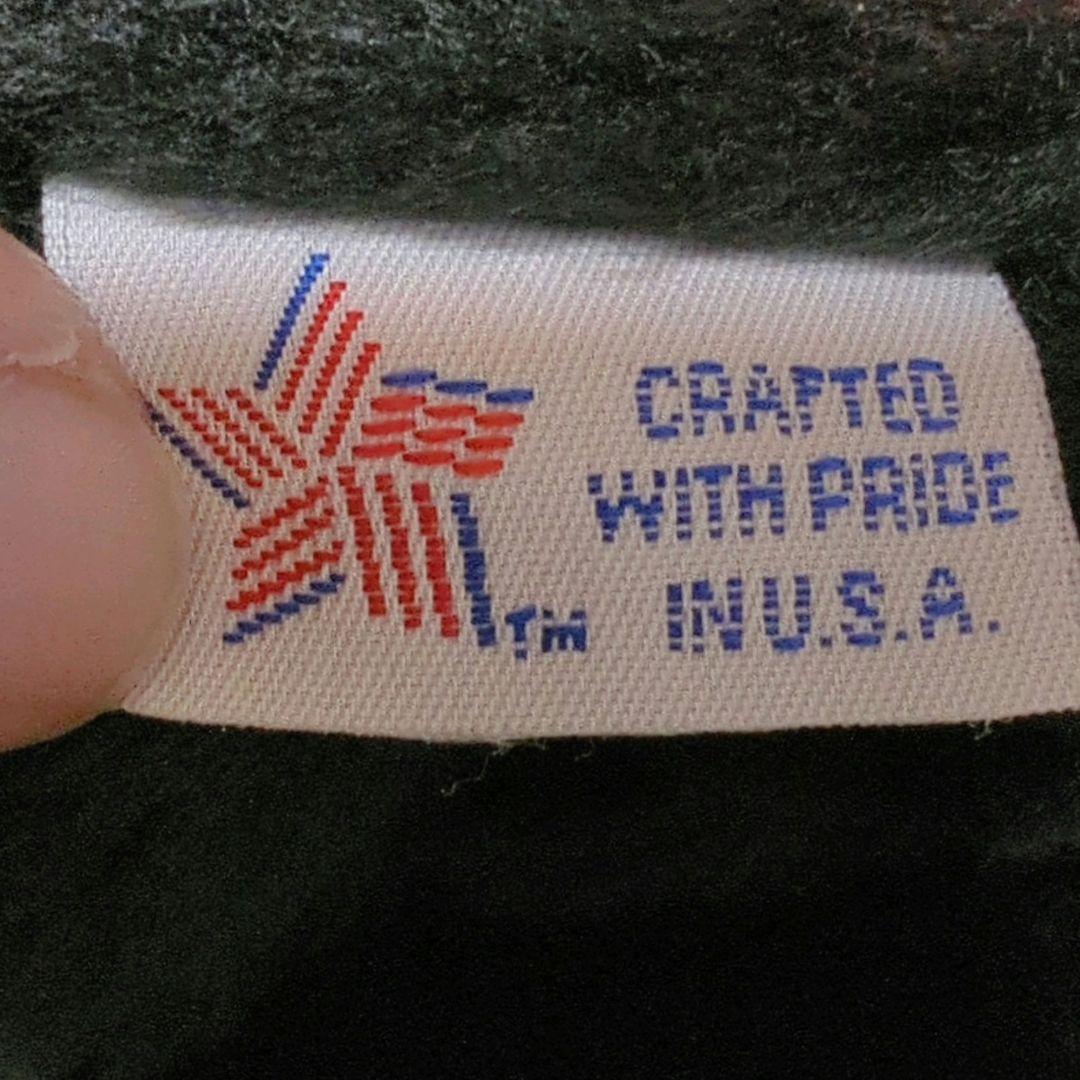 CRAFTED
WITH PRIDE
IN U.S.A.
TM